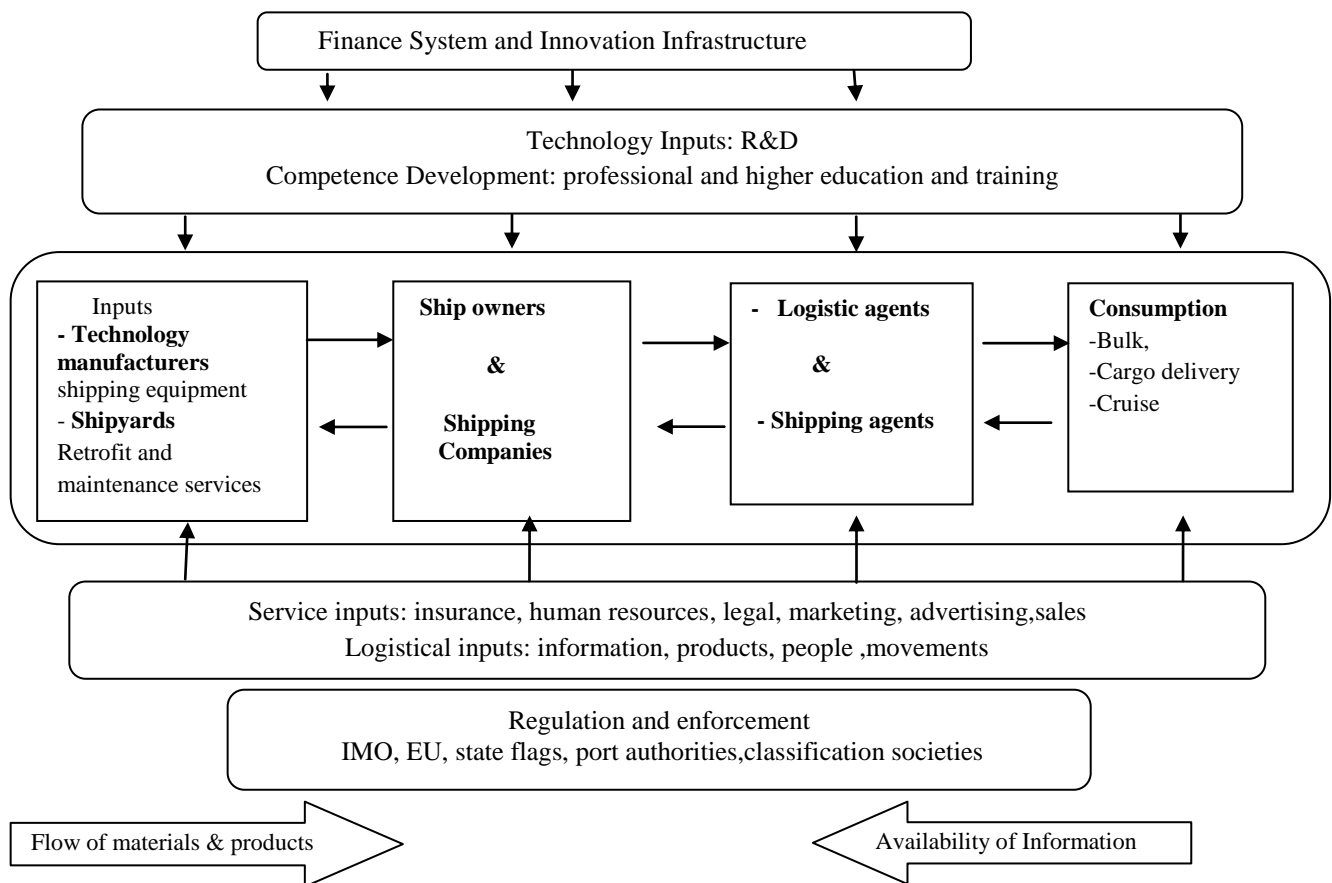 Finance System and Innovation Infrastructure
Technology Inputs: R&D
Competence Development: professional and higher education and training
Inputs
- Technology
manufacturers
shipping equipment
- Shipyards
Retrofit and
maintenance services
Ship owners
&
Shipping
Companies
- Logistic agents
&
- Shipping agents
Consumption
-Bulk,
-Cargo delivery
-Cruise
Service inputs: insurance, human resources, legal, marketing, advertising,sales
Logistical inputs: information, products, people ,movements
Regulation and enforcement
IMO, EU, state flags, port authorities,classification societies
Flow of materials & products
Availability of Information